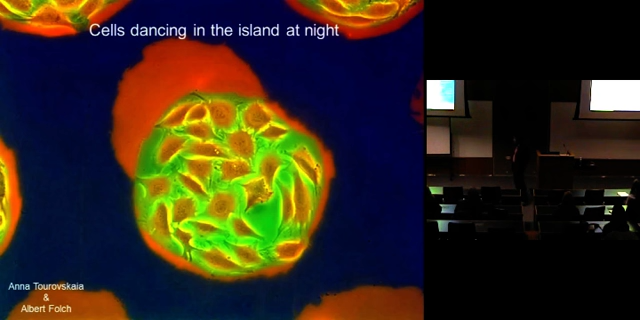 Cells dancing in the island at night
Anna Tourovskaia
&
Albert Folch